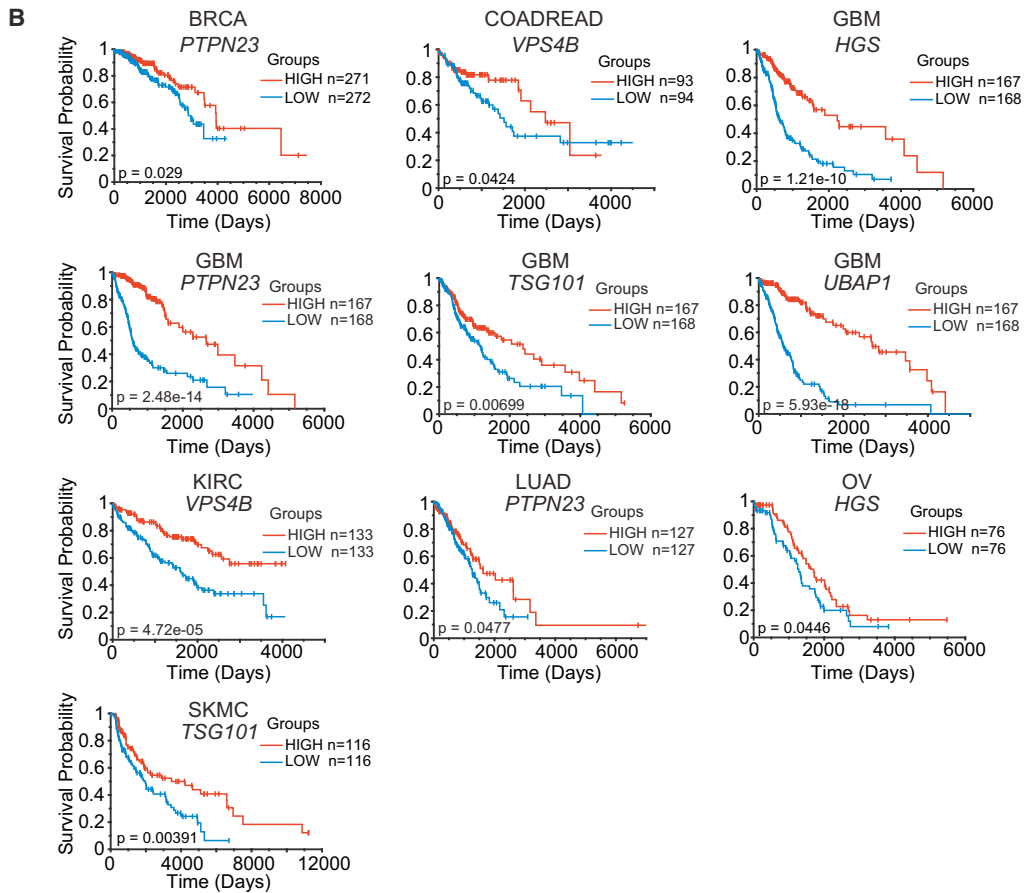 B
BRCA
PTPN23
Groups
HIGH n=271
LOW n=272
Survival Probability
1
0.8
0.6
0.4
0.2
p = 0.029
0 2000 4000 6000 8000
Time (Days)
COADREAD
VPS4B
Groups
HIGH n=93
LOW n=94
1
0.8
0.6
0.4
0.2
p = 0.0424
0 2000 4000
Time (Days)
GBM
HGS
Groups
HIGH n=167
LOW n=168
1
0.8
0.6
0.4
0.2
0
p = 1.21e-10
0 2000 4000 6000
Time (Days)
GBM
PTPN23
Groups
HIGH n=167
LOW n=168
Survival Probability
1
0.8
0.6
0.4
0.2
0
p = 2.48e-14
0 2000 4000 6000
Time (Days)
GBM
TSG101
Groups
HIGH n=167
LOW n=168
1
0.8
0.6
0.4
0.2
0
p = 0.00699
0 2000 4000 6000
Time (Days)
GBM
UBAP1
Groups
HIGH n=167
LOW n=168
1
0.8
0.6
0.4
0.2
0
p = 5.93e-18
0 2000 4000
Time (Days)
KIRC
VPS4B
Groups
HIGH n=133
LOW n=133
Survival Probability
1
0.8
0.6
0.4
0.2
p = 4.72e-05
0 2000 4000
Time (Days)
LUAD
PTPN23
Groups
HIGH n=127
LOW n=127
1
0.8
0.6
0.4
0.2
p = 0.0477
0 2000 4000 6000
Time (Days)
OV
HGS
Groups
HIGH n=76
LOW n=76
1
0.8
0.6
0.4
0.2
0
p = 0.0446
0 2000 4000 6000
Time (Days)
SKMC
TSG101
Groups
HIGH n=116
LOW n=116
Survival Probability
1
0.8
0.6
0.4
0.2
0
p = 0.00391
0 4000 8000 12000
Time (Days)